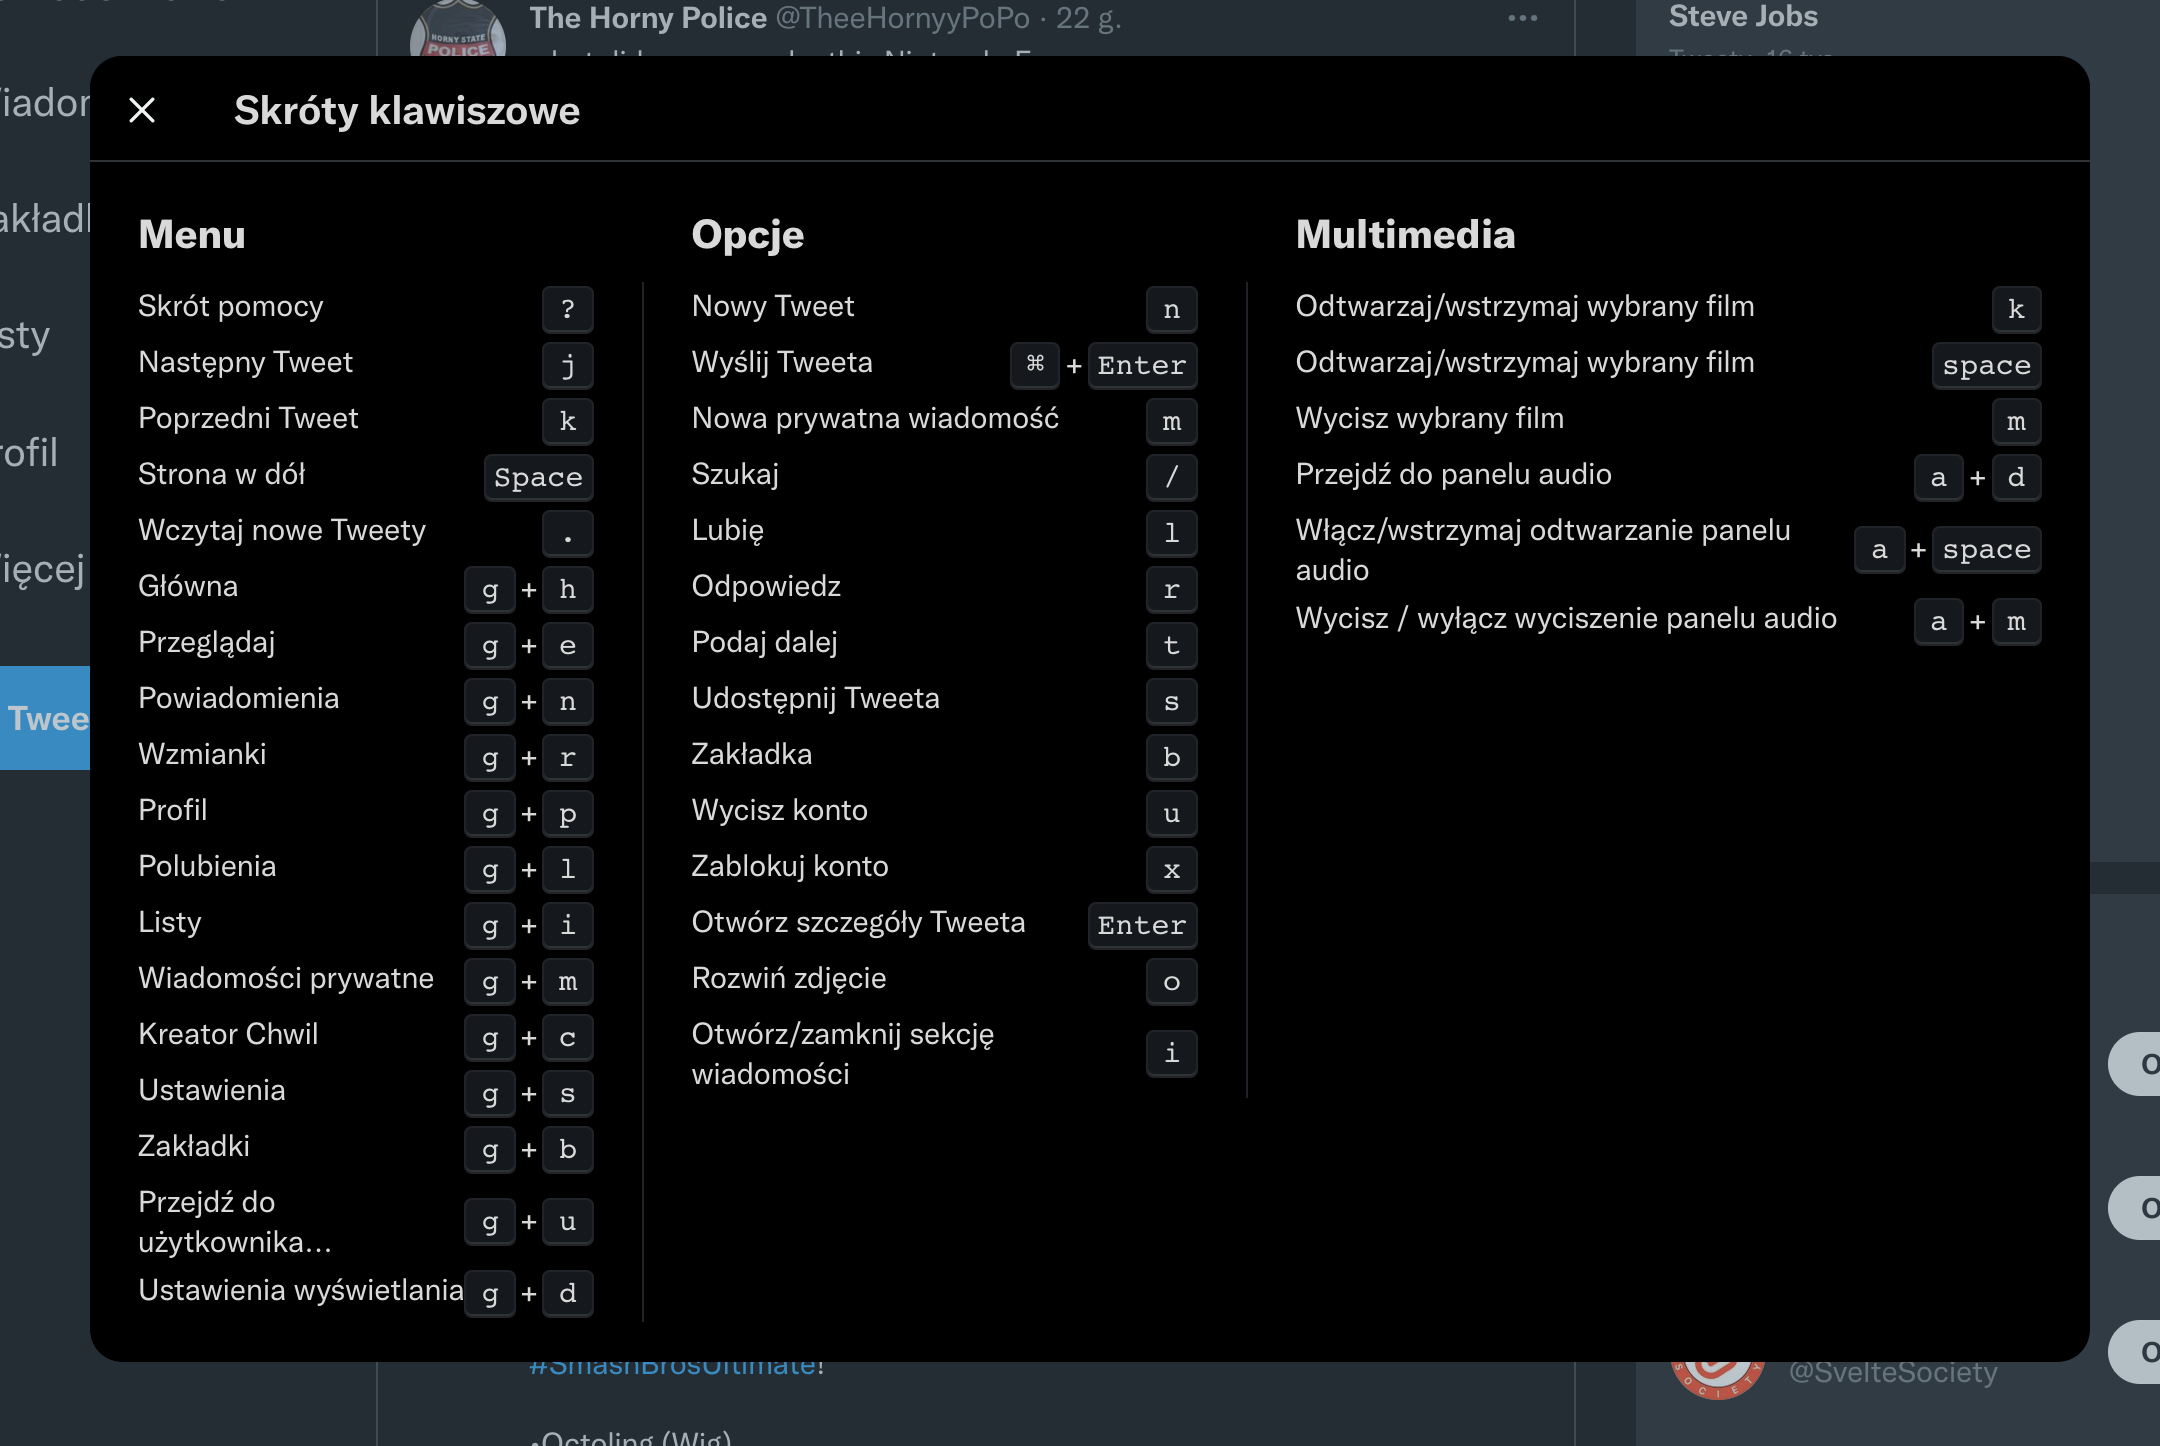 The Horny Police @TheeHornyyPoPo · 22 g.
HORNY STATE
POLICE
Steve Jobs
Skróty klawiszowe
Menu
Skrót pomocy ?
Następny Tweet j
Poprzedni Tweet k
Strona w dół Space
Wczytaj nowe Tweety .
Główna g + h
Przeglądaj g + e
Powiadomienia g + n
Wzmianki g + r
Profil g + p
Polubienia g + l
Listy g + i
Wiadomości prywatne g + m
Kreator Chwil g + c
Ustawienia g + s
Zakładki g + b
Przejdź do
użytkownika... g + u
Ustawienia wyświetlania g + d
Opcje
Nowy Tweet n
Wyślij Tweeta ⌘ + Enter
Nowa prywatna wiadomość m
Szukaj /
Lubię l
Odpowiedz r
Podaj dalej t
Udostępnij Tweeta s
Zakładka b
Wycisz konto u
Zablokuj konto x
Otwórz szczegóły Tweeta Enter
Rozwiń zdjęcie o
Otwórz/zamknij sekcję
wiadomości i
Multimedia
Odtwarzaj/wstrzymaj wybrany film k
Odtwarzaj/wstrzymaj wybrany film space
Wycisz wybrany film m
Przejdź do panelu audio a + d
Włącz/wstrzymaj odtwarzanie panelu
audio a + space
Wycisz / wyłącz wyciszenie panelu audio a + m
iador
akład
sty
ofil
ięcej
Twee
#SmashBrosUltimate!
•Octoling (Wig)
SOCIETY
@SvelteSociety